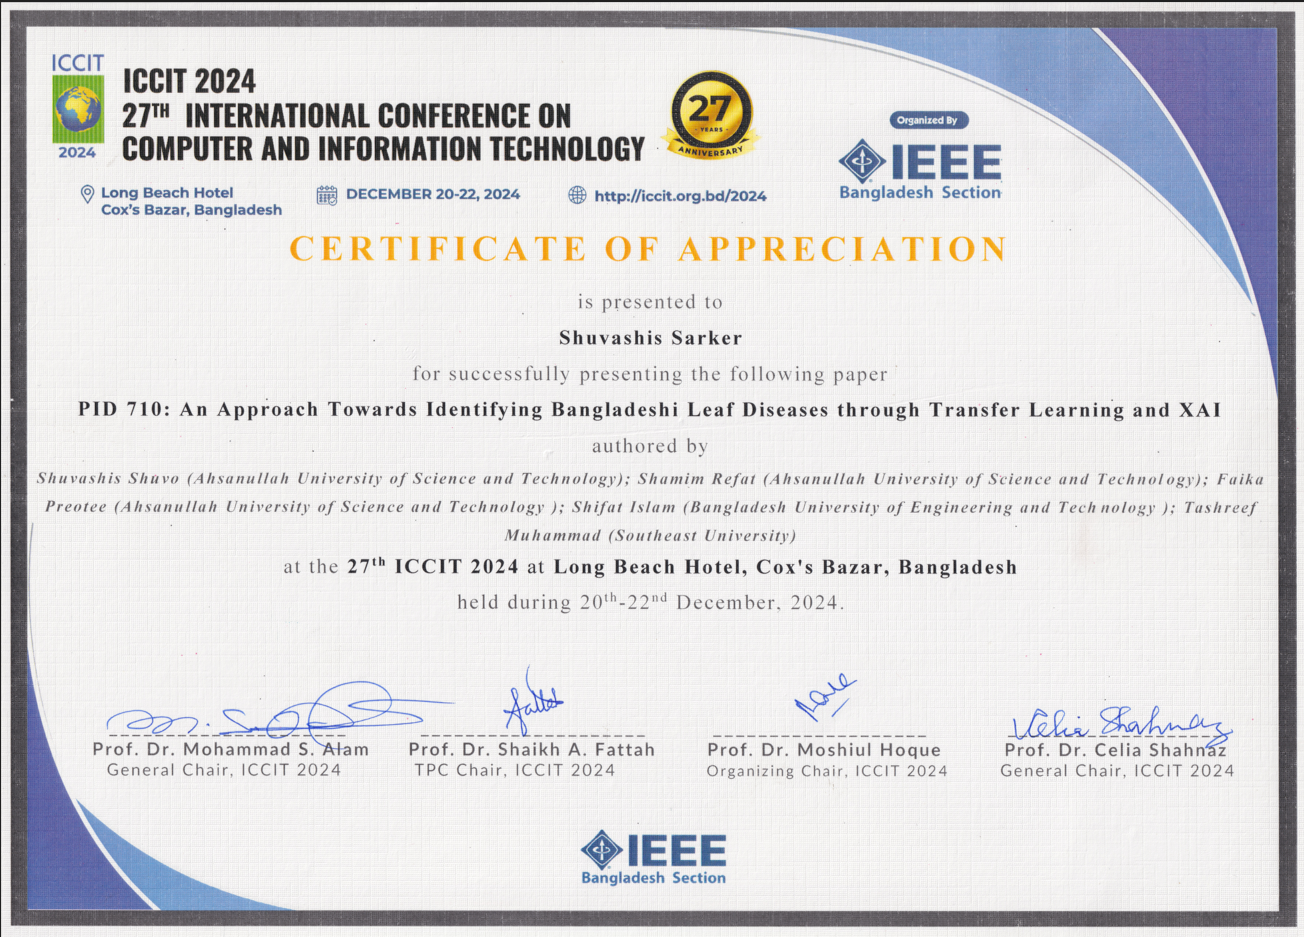 ICCIT
2024
ICCIT 2024
27TH INTERNATIONAL CONFERENCE ON
COMPUTER AND INFORMATION TECHNOLOGY
27
YEARS
ANNIVERSARY
Organized By
IEEE
Bangladesh Section
Long Beach Hotel
Cox's Bazar, Bangladesh
DECEMBER 20-22, 2024
http://iccit.org.bd/2024
CERTIFICATE OF APPRECIATION
is presented to
Shuvashis Sarker
for successfully presenting the following paper
PID 710: An Approach Towards Identifying Bangladeshi Leaf Diseases through Transfer Learning and XAI
authored by
Shuvashis Shavo (Ahsanullah University of Science and Technology); Shamim Refat (Ahsanullah University of Science and Technology); Faika
Preotee (Ahsanullah University of Science and Technology ); Shifat Islam (Bangladesh University of Engineering and Technology ); Tashreef
Muhammad (Southeast University)
at the 27th ICCIT 2024 at Long Beach Hotel, Cox's Bazar, Bangladesh
held during 20th-22nd December, 2024.
Fattah
Celia Shahnaz
Prof. Dr. Mohammad S. Alam
General Chair, ICCIT 2024
Prof. Dr. Shaikh A. Fattah
TPC Chair, ICCIT 2024
Prof. Dr. Moshiul Hoque
Organizing Chair, ICCIT 2024
Prof. Dr. Celia Shahnaz
General Chair, ICCIT 2024
IEEE
Bangladesh Section